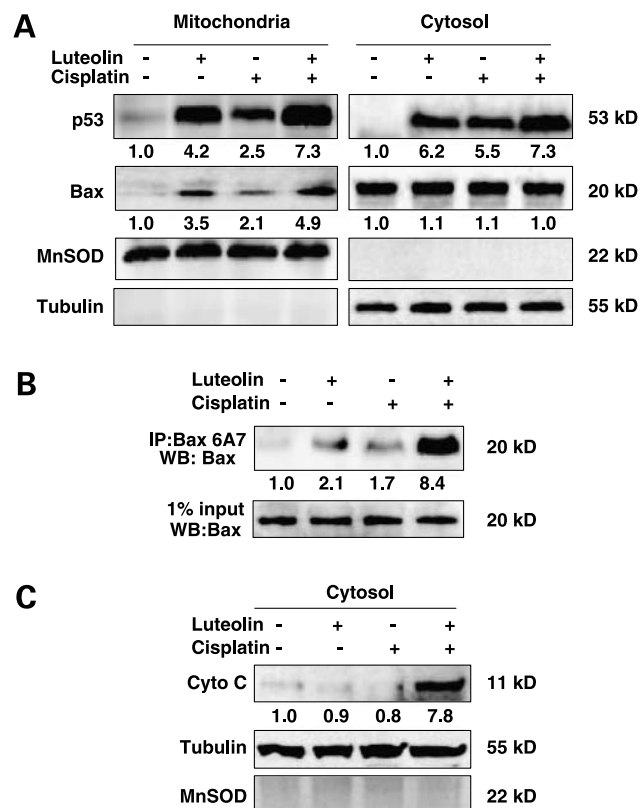 A
Mitochondria Cytosol
Luteolin - + - + - + - +
Cisplatin - - + + - - + +
p53 53 kD
1.0 4.2 2.5 7.3 1.0 6.2 5.5 7.3
Bax 20 kD
1.0 3.5 2.1 4.9 1.0 1.1 1.1 1.0
MnSOD 22 kD
Tubulin 55 kD
B
Luteolin - + - +
Cisplatin - - + +
IP:Bax 6A7
WB: Bax
20 kD
1.0 2.1 1.7 8.4
1% input
WB:Bax
20 kD
C
Cytosol
Luteolin - + - +
Cisplatin - - + +
Cyto C 11 kD
1.0 0.9 0.8 7.8
Tubulin 55 kD
MnSOD 22 kD